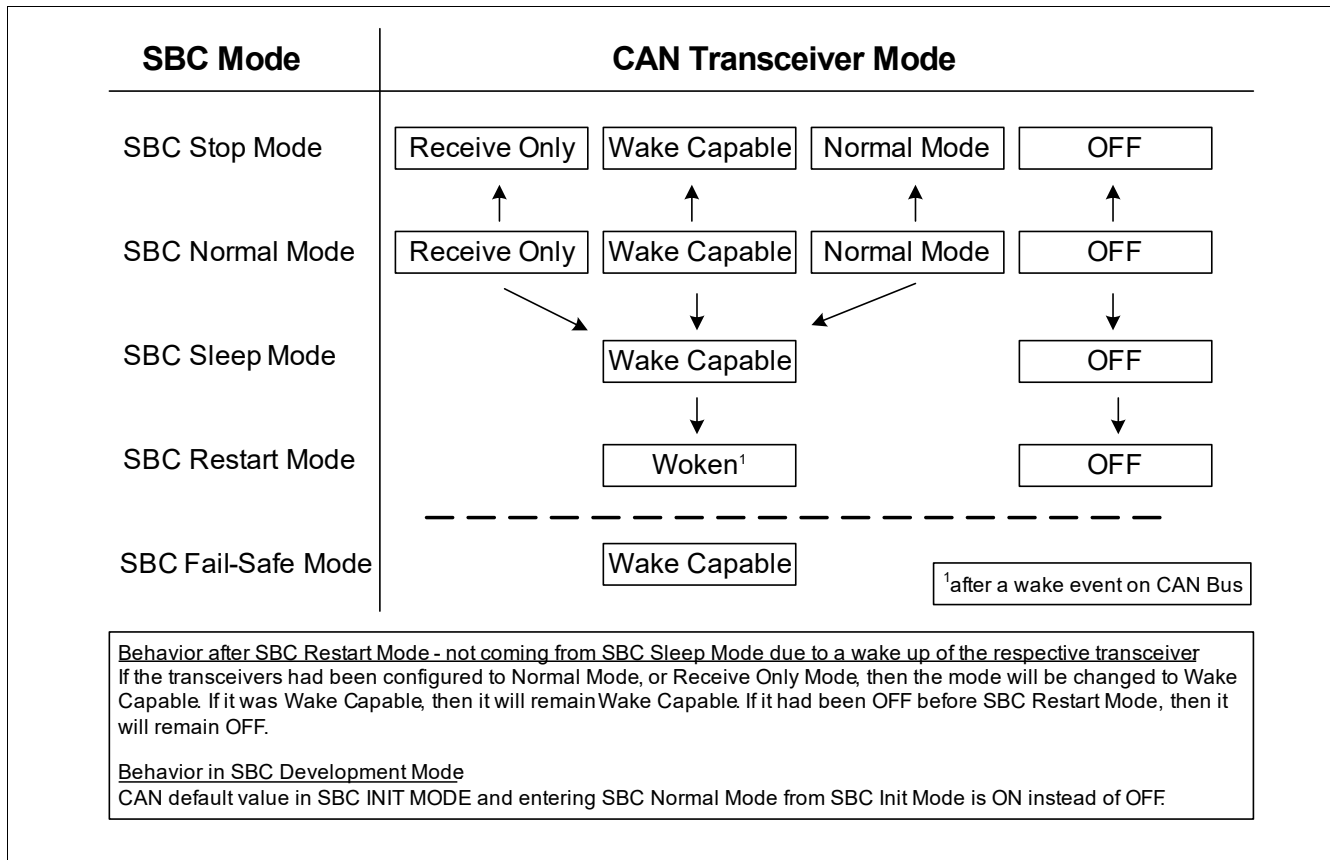 SBC Mode CAN Transceiver Mode
SBC Stop Mode Receive Only Wake Capable Normal Mode OFF
SBC Normal Mode Receive Only Wake Capable Normal Mode OFF
SBC Sleep Mode Wake Capable OFF
SBC Restart Mode Woken¹ OFF
SBC Fail-Safe Mode Wake Capable
¹after a wake event on CAN Bus
Behavior after SBC Restart Mode - not coming from SBC Sleep Mode due to a wake up of the respective transceiver
If the transceivers had been configured to Normal Mode, or Receive Only Mode, then the mode will be changed to Wake
Capable. If it was Wake Capable, then it will remain Wake Capable. If it had been OFF before SBC Restart Mode, then it
will remain OFF.
Behavior in SBC Development Mode
CAN default value in SBC INIT MODE and entering SBC Normal Mode from SBC Init Mode is ON instead of OFF.